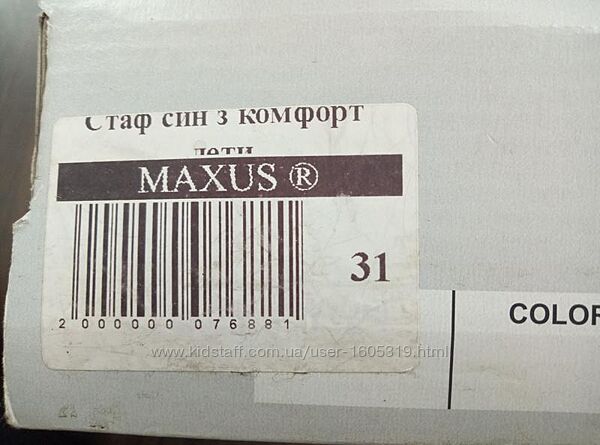 Стаф син з комфорт
дети
MAXUS ®
31
2 000000 076881
COLOR
www.kidstaff.com.ua/user-1605319.html